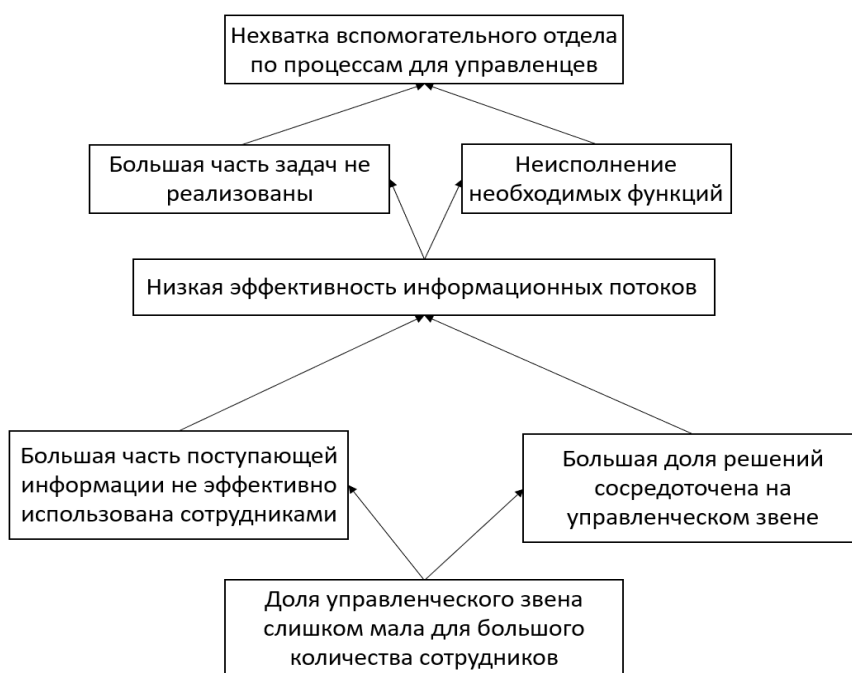 Нехватка вспомогательного отдела
по процессам для управленцев
Большая часть задач не
реализованы
Неисполнение
необходимых функций
Низкая эффективность информационных потоков
Большая часть поступающей
информации не эффективно
использована сотрудниками
Большая доля решений
сосредоточена на
управленческом звене
Доля управленческого звена
слишком мала для большого
количества сотрудников